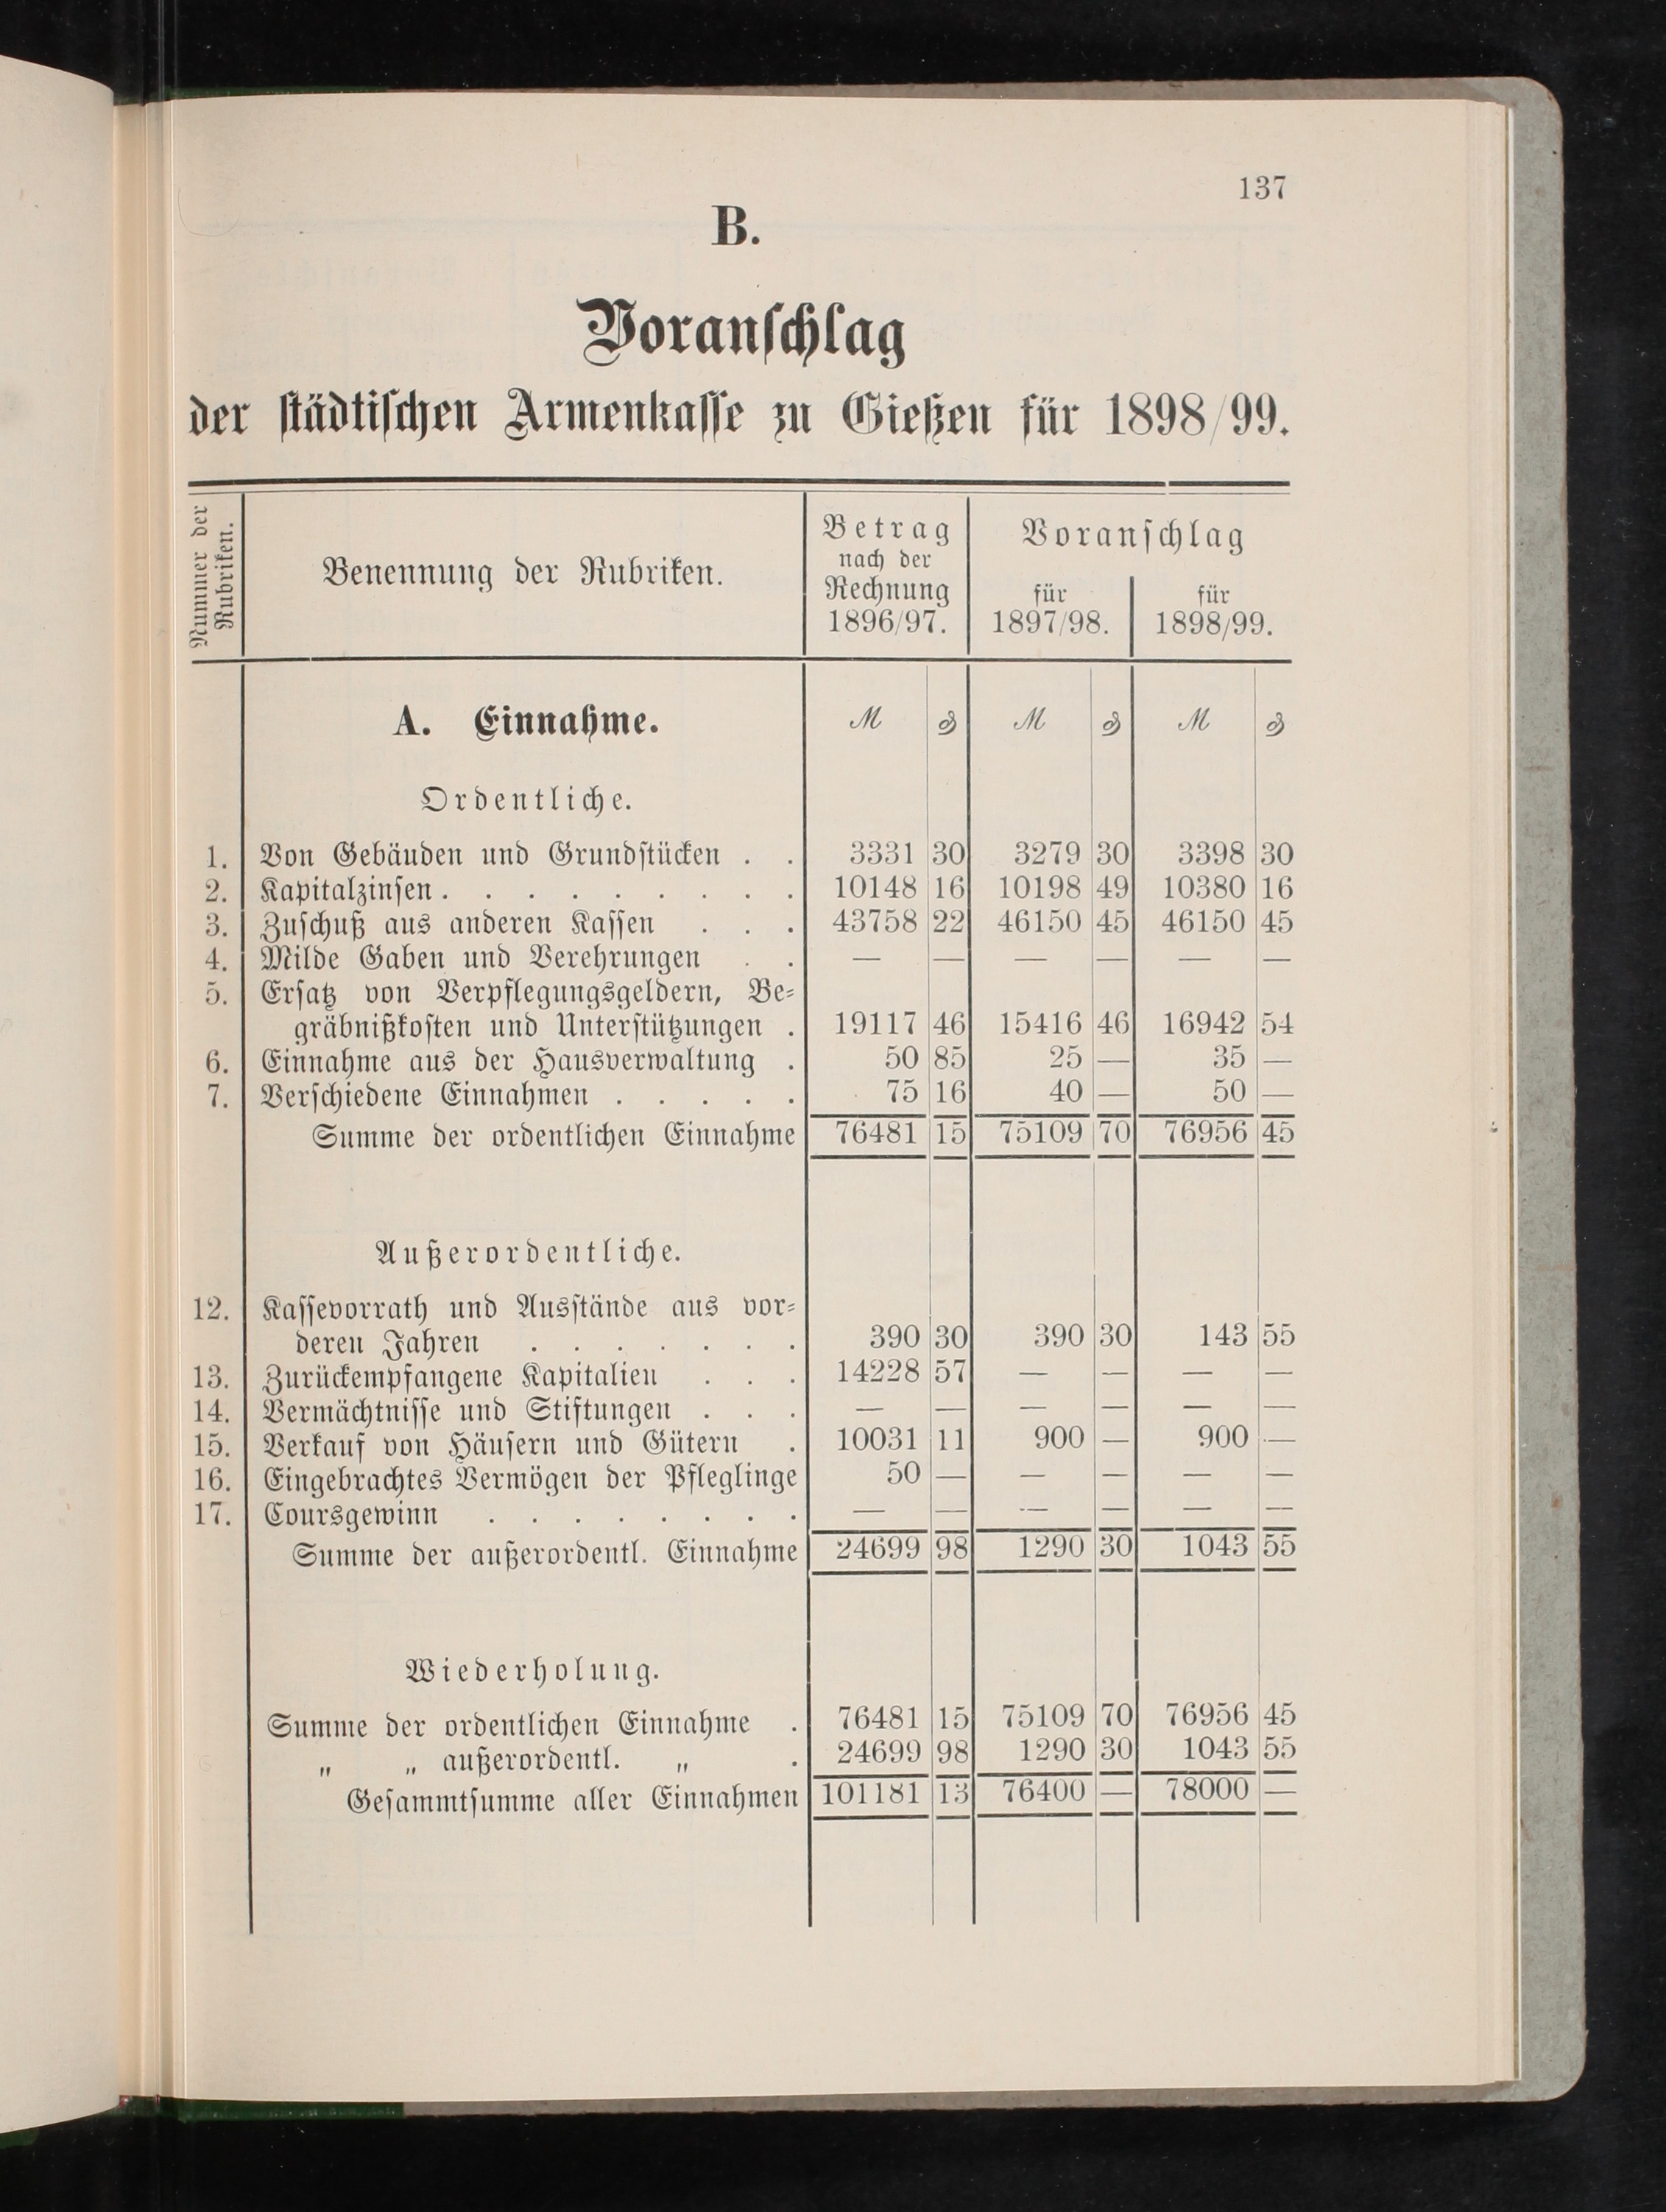 137
B.
Voranschlag
der städtischen Armenkasse zu Gießen für 1898/99.
Nummer der Rubriken. Benennung der Rubriken. Betrag nach der Rechnung 1896/97. Voranschlag für 1897/98. für 1898/99.
A. Einnahme. ℳ ₰ ℳ ₰ ℳ ₰
Ordentliche.
1. Von Gebäuden und Grundstücken . . 3331 30 3279 30 3398 30
2. Kapitalzinsen . . . . . . . . . 10148 16 10198 49 10380 16
3. Zuschuß aus anderen Kassen . . . 43758 22 46150 45 46150 45
4. Milde Gaben und Verehrungen . . — — — — — —
5. Ersatz von Verpflegungsgeldern, Be-
gräbnißkosten und Unterstützungen . 19117 46 15416 46 16942 54
6. Einnahme aus der Hausverwaltung . 50 85 25 — 35 —
7. Verschiedene Einnahmen . . . . . 75 16 40 — 50 —
Summe der ordentlichen Einnahme 76481 15 75109 70 76956 45
Außerordentliche.
12. Kassevorrath und Ausstände aus vor-
deren Jahren . . . . . . . 390 30 390 30 143 55
13. Zurückempfangene Kapitalien . . . 14228 57 — — — —
14. Vermächtnisse und Stiftungen . . . — — — — — —
15. Verkauf von Häusern und Gütern . 10031 11 900 — 900 —
16. Eingebrachtes Vermögen der Pfleglinge 50 — — — — —
17. Coursgewinn . . . . . . . . — — — — — —
Summe der außerordentl. Einnahme 24699 98 1290 30 1043 55
Wiederholung.
Summe der ordentlichen Einnahme . 76481 15 75109 70 76956 45
„ „ außerordentl. „ . 24699 98 1290 30 1043 55
Gesammtsumme aller Einnahmen 101181 13 76400 — 78000 —